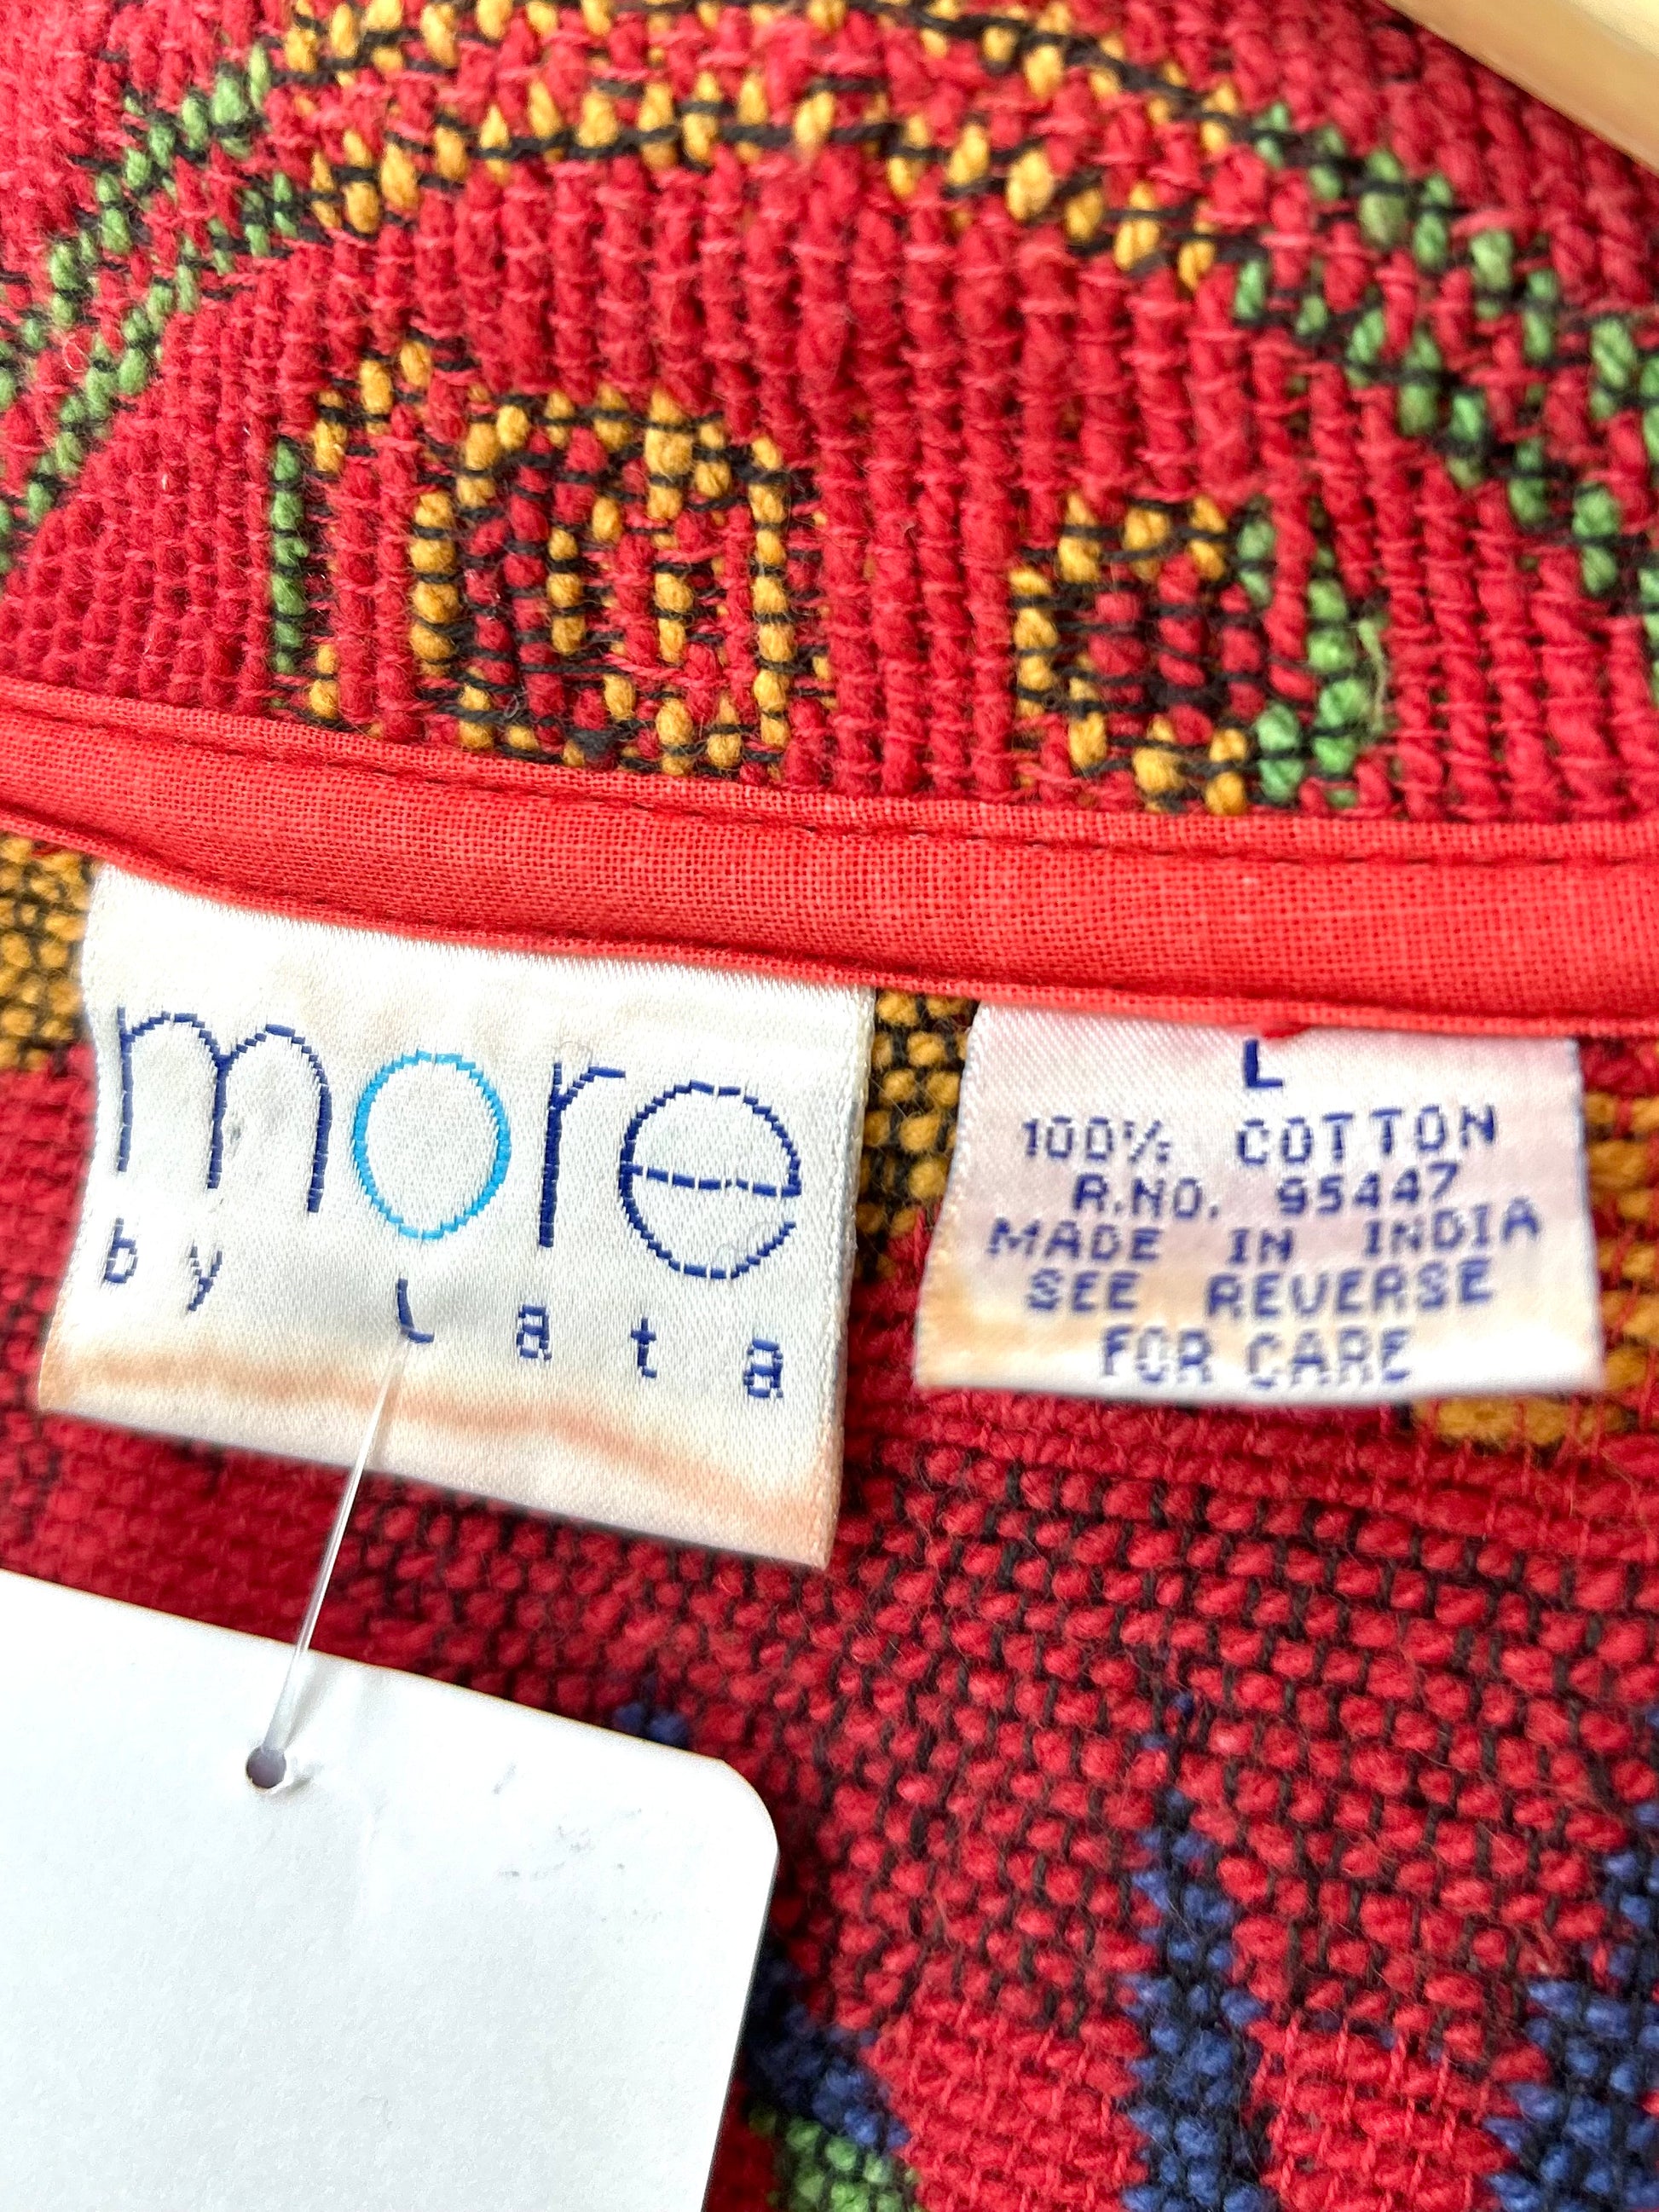 more
by Lata
L
100% COTTON
R.NO. 95447
MADE IN INDIA
SEE REVERSE
FOR CARE